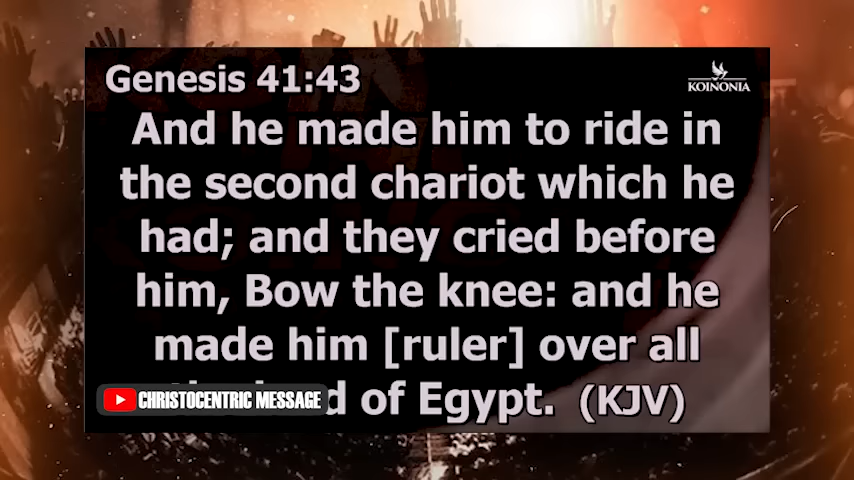 Genesis 41:43
KOINONIA
And he made him to ride in
the second chariot which he
had; and they cried before
him, Bow the knee: and he
made him [ruler] over all
of Egypt. (KJV)
CHRISTOCENTRIC MESSAGE